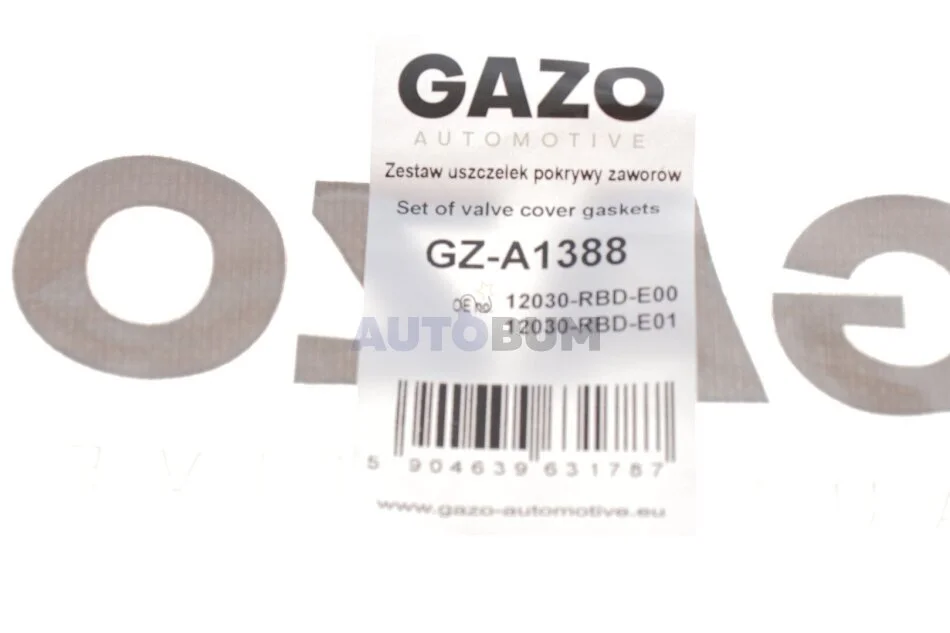 GAZO
AUTOMOTIVE
Zestaw uszczelek pokrywy zaworów
Set of valve cover gaskets
GZ-A1388
OE no 12030-RBD-E00
12030-RBD-E01
AUTOBUM
5 904639 631787
www.gazo-automotive.eu